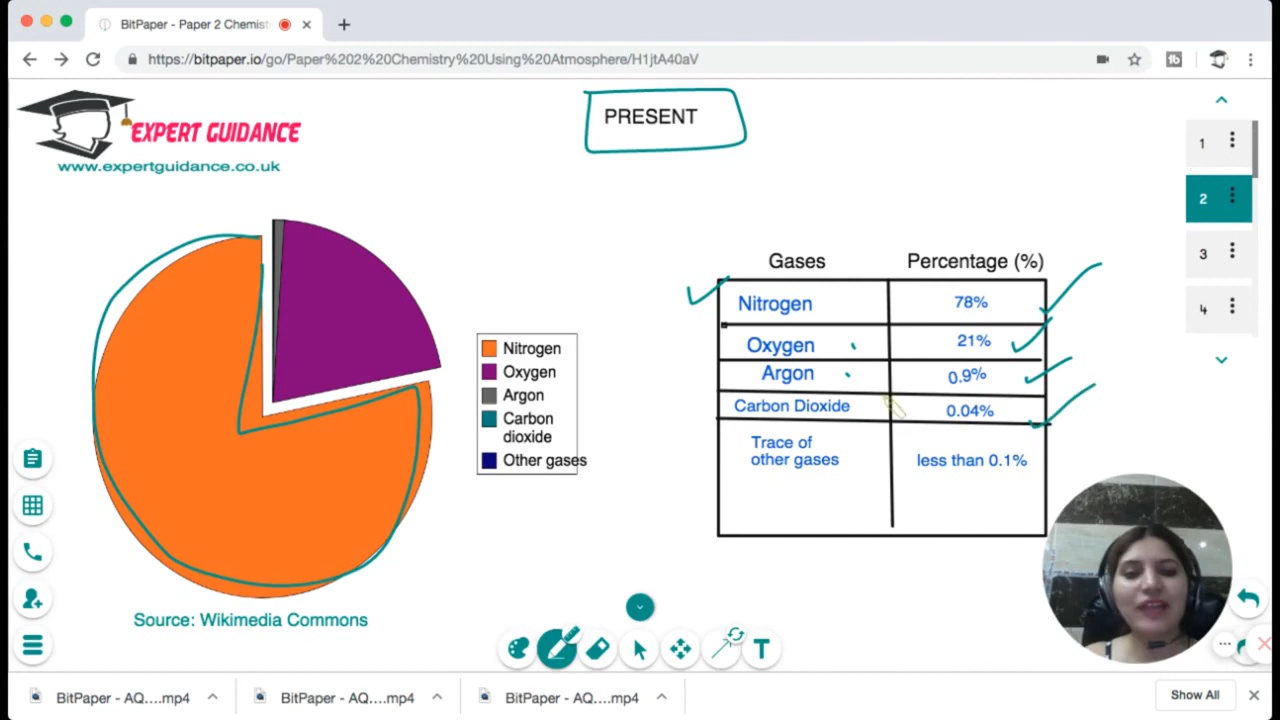 BitPaper - Paper 2 Chemist
https://bitpaper.io/go/Paper%202%20Chemistry%20Using%20Atmosphere/H1jtA40aV
EXPERT GUIDANCE
www.expertguidance.co.uk
PRESENT
1
2
3
4
Nitrogen
Oxygen
Argon
Carbon
dioxide
Other gases
Gases Percentage (%)
Nitrogen 78%
Oxygen 21%
Argon 0.9%
Carbon Dioxide 0.04%
Trace of
other gases less than 0.1%
Source: Wikimedia Commons
T
BitPaper - AQ....mp4 BitPaper - AQ....mp4 BitPaper - AQ....mp4 Show All